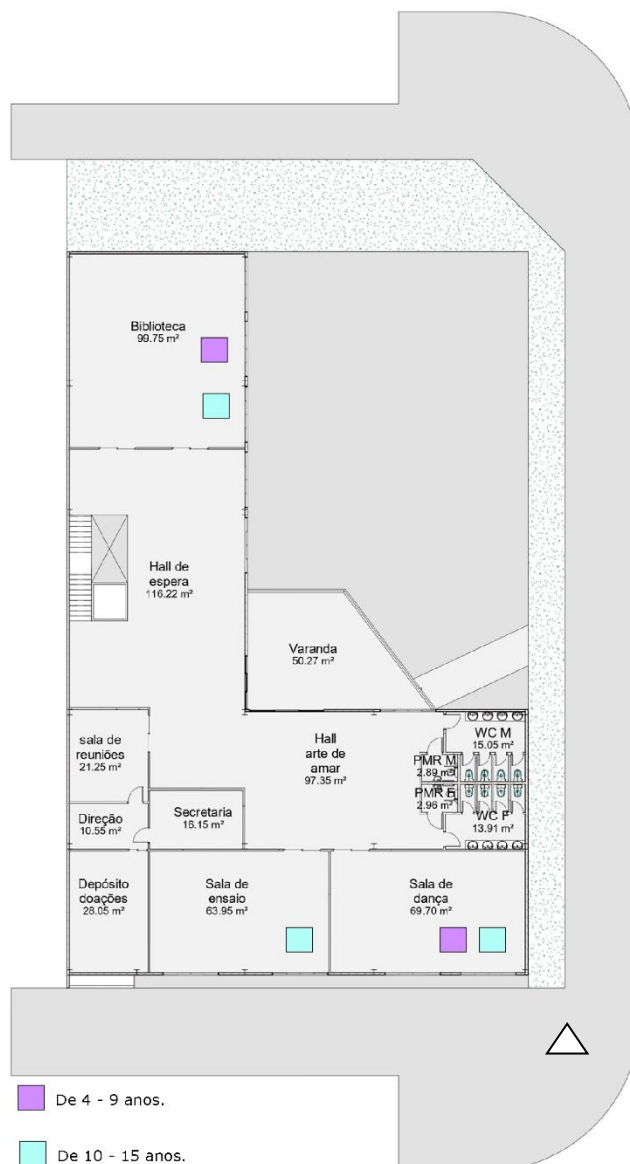 Biblioteca
99.75 m²
Hall de
espera
116.22 m²
Varanda
50.27 m²
sala de
reuniões
21.25 m²
Hall
arte de
amar
97.35 m²
WC M
15.05 m²
PMR M
2.89 m²
PMR F
2.96 m²
WC F
13.91 m²
Direção
10.55 m²
Secretaria
16.15 m²
Depósito
doações
28.05 m²
Sala de
ensaio
63.95 m²
Sala de
dança
69.70 m²
De 4 - 9 anos.
De 10 - 15 anos.